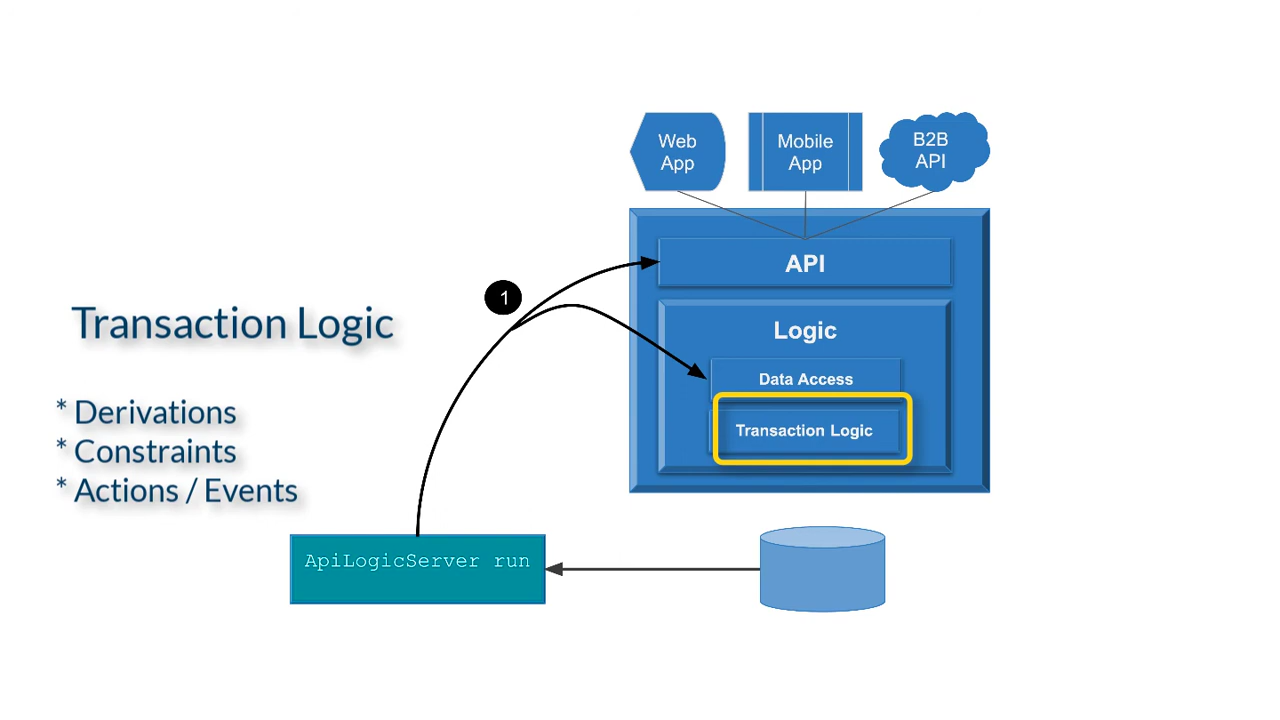 Web
App
Mobile
App
B2B
API
API
1
Transaction Logic
Logic
Data Access
* Derivations
Transaction Logic
* Constraints
* Actions / Events
ApiLogicServer run